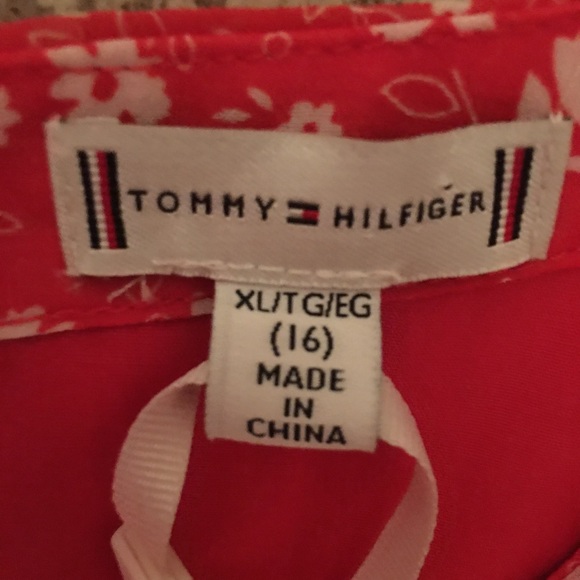 TOMMY HILFIGER
XL/TG/EG
(16)
MADE
IN
CHINA